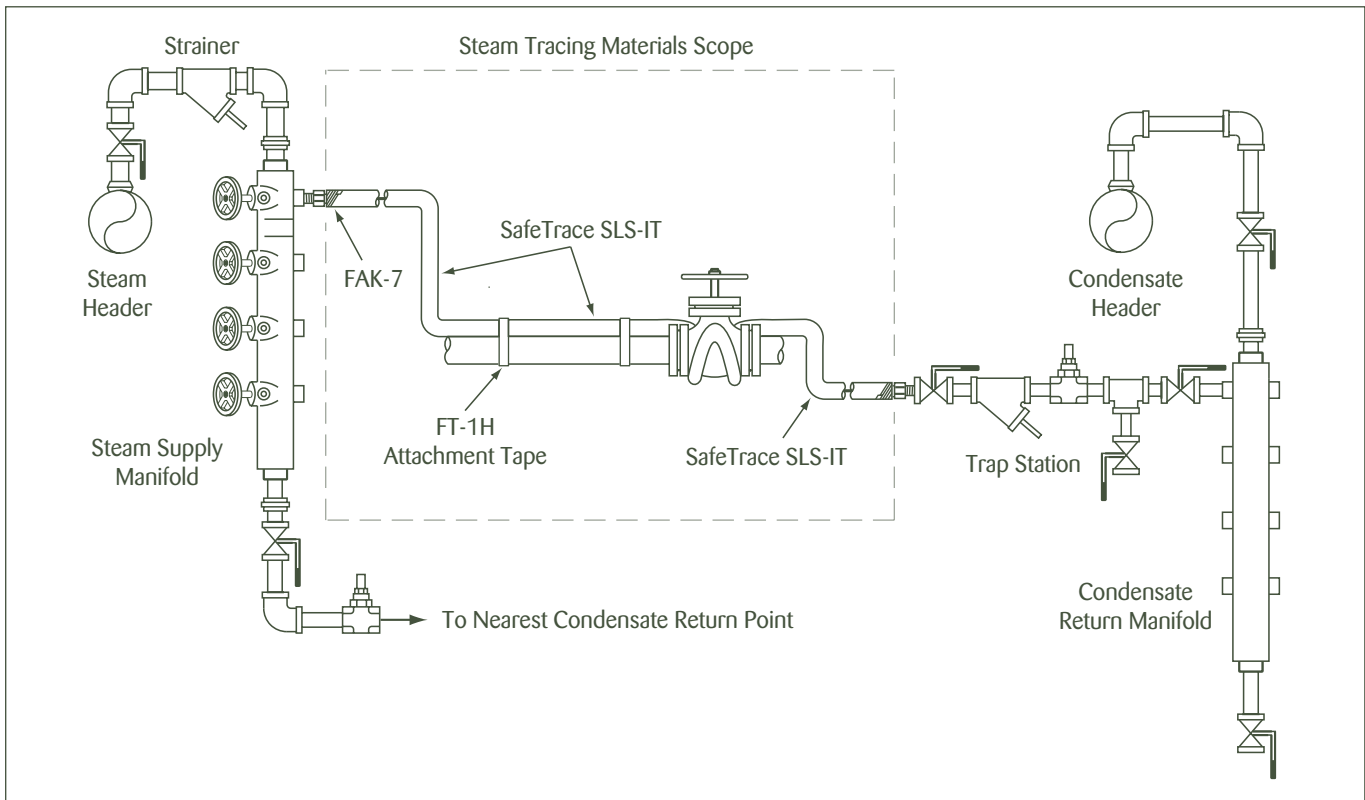 Strainer
Steam Tracing Materials Scope
SafeTrace SLS-IT
FAK-7
Steam
Header
Condensate
Header
FT-1H
Attachment Tape
Steam Supply
Manifold
SafeTrace SLS-IT
Trap Station
Condensate
Return Manifold
To Nearest Condensate Return Point